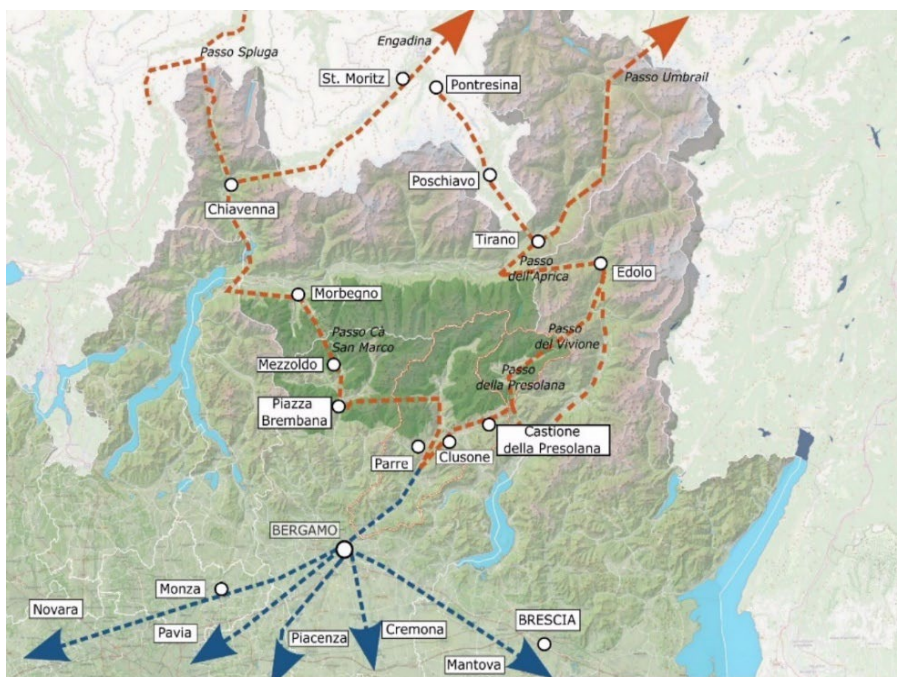 Passo Spluga
Engadina
St. Moritz
Pontresina
Passo Umbrail
Poschiavo
Chiavenna
Tirano
Passo
dell'Aprica
Edolo
Morbegno
Passo Cà
San Marco
Passo
del Vivione
Mezzoldo
Passo
della Presolana
Piazza
Brembana
Castione
della Presolana
Parre
Clusone
BERGAMO
Monza
Novara
Pavia
Piacenza
Cremona
BRESCIA
Mantova